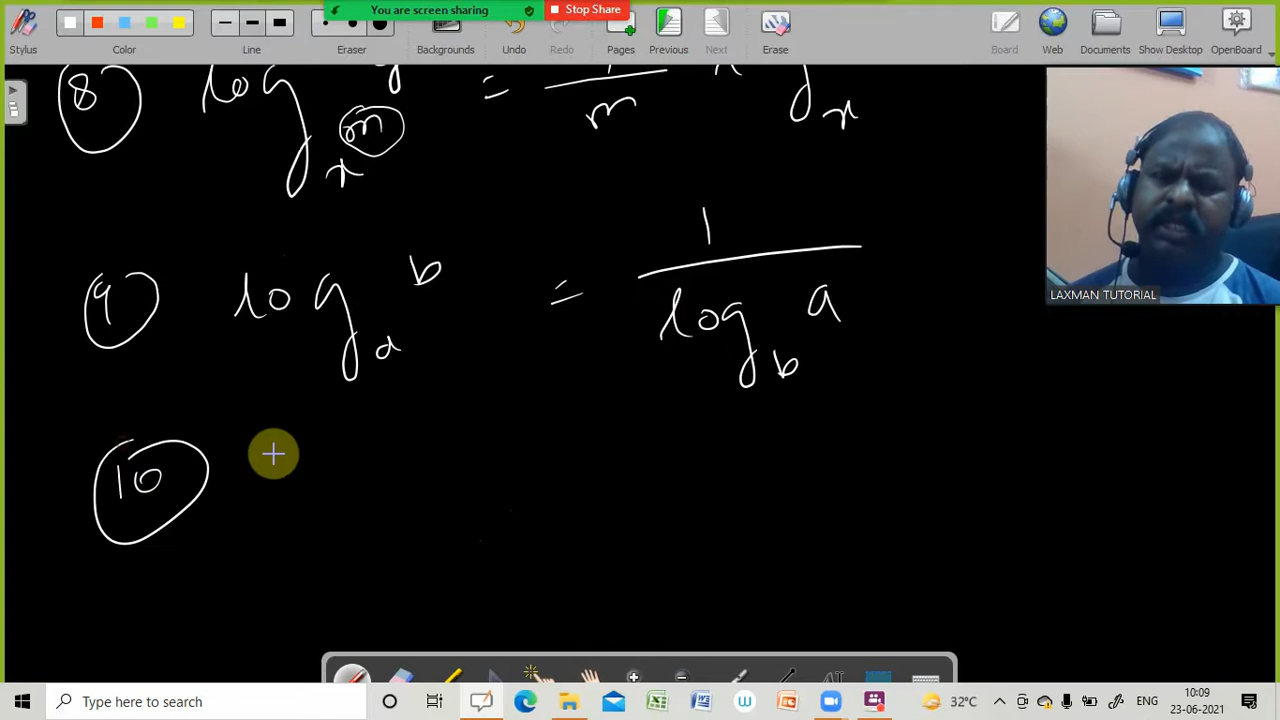 You are screen sharing Stop Share
Stylus Color Line Eraser Backgrounds Undo Redo Pages Previous Next Erase Board Web Documents Show Desktop OpenBoard
8 log x m = m x
LAXMAN TUTORIAL
9 log a b = 1 / log b a
10
Type here to search 32°C ENG 10:09
23-06-2021